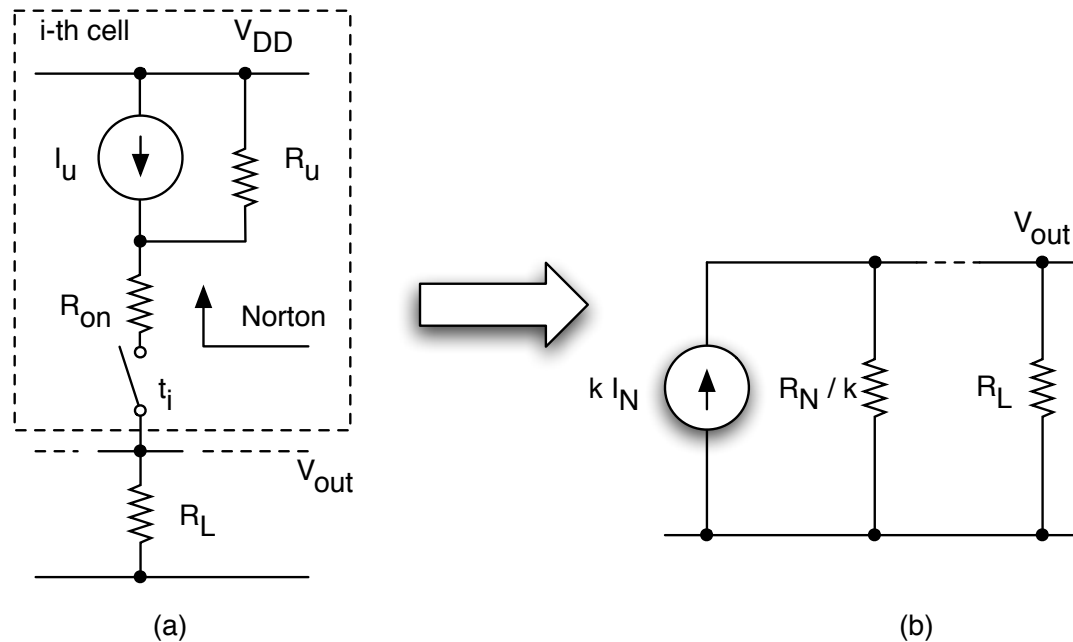 i-th cell
V_DD
I_u
R_u
R_on
Norton
t_i
V_out
R_L
(a)
V_out
k I_N
R_N / k
R_L
(b)